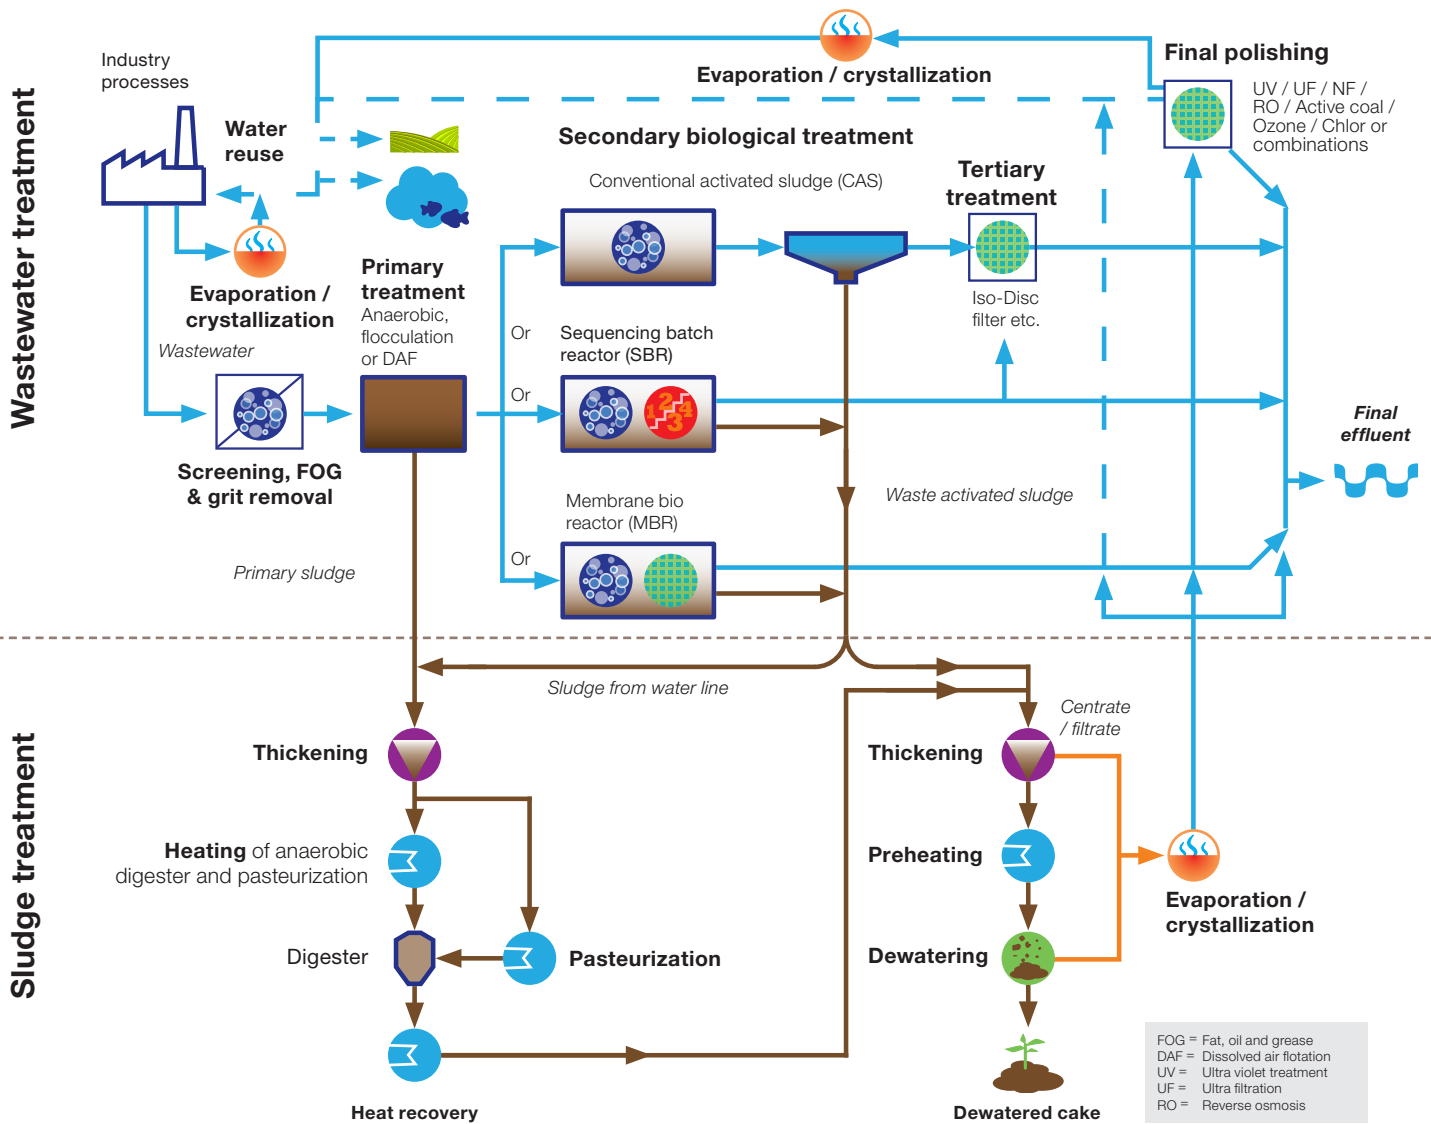 Wastewater treatment
Industry
processes
Water
reuse
Evaporation / crystallization
Final polishing
UV / UF / NF /
RO / Active coal /
Ozone / Chlor or
combinations
Secondary biological treatment
Conventional activated sludge (CAS)
Tertiary
treatment
Iso-Disc
filter etc.
Evaporation /
crystallization
Primary
treatment
Anaerobic,
flocculation
or DAF
Wastewater
Or
Sequencing batch
reactor (SBR)
Or
1
2
3
4
Screening, FOG
& grit removal
Final
effluent
Waste activated sludge
Membrane bio
reactor (MBR)
Or
Primary sludge
Sludge treatment
Sludge from water line
Centrate
/ filtrate
Thickening
Thickening
Heating of anaerobic
digester and pasteurization
Preheating
Digester
Pasteurization
Dewatering
Evaporation /
crystallization
Heat recovery
Dewatered cake
FOG = Fat, oil and grease
DAF = Dissolved air flotation
UV = Ultra violet treatment
UF = Ultra filtration
RO = Reverse osmosis